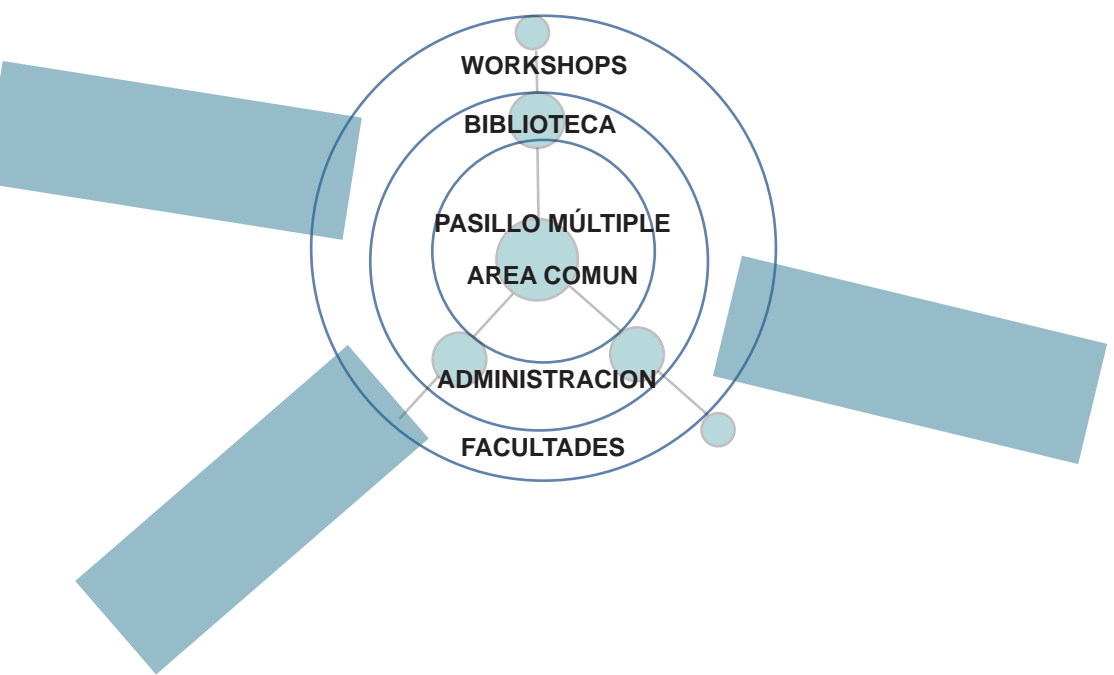 WORKSHOPS
BIBLIOTECA
PASILLO MÚLTIPLE
AREA COMUN
ADMINISTRACION
FACULTADES